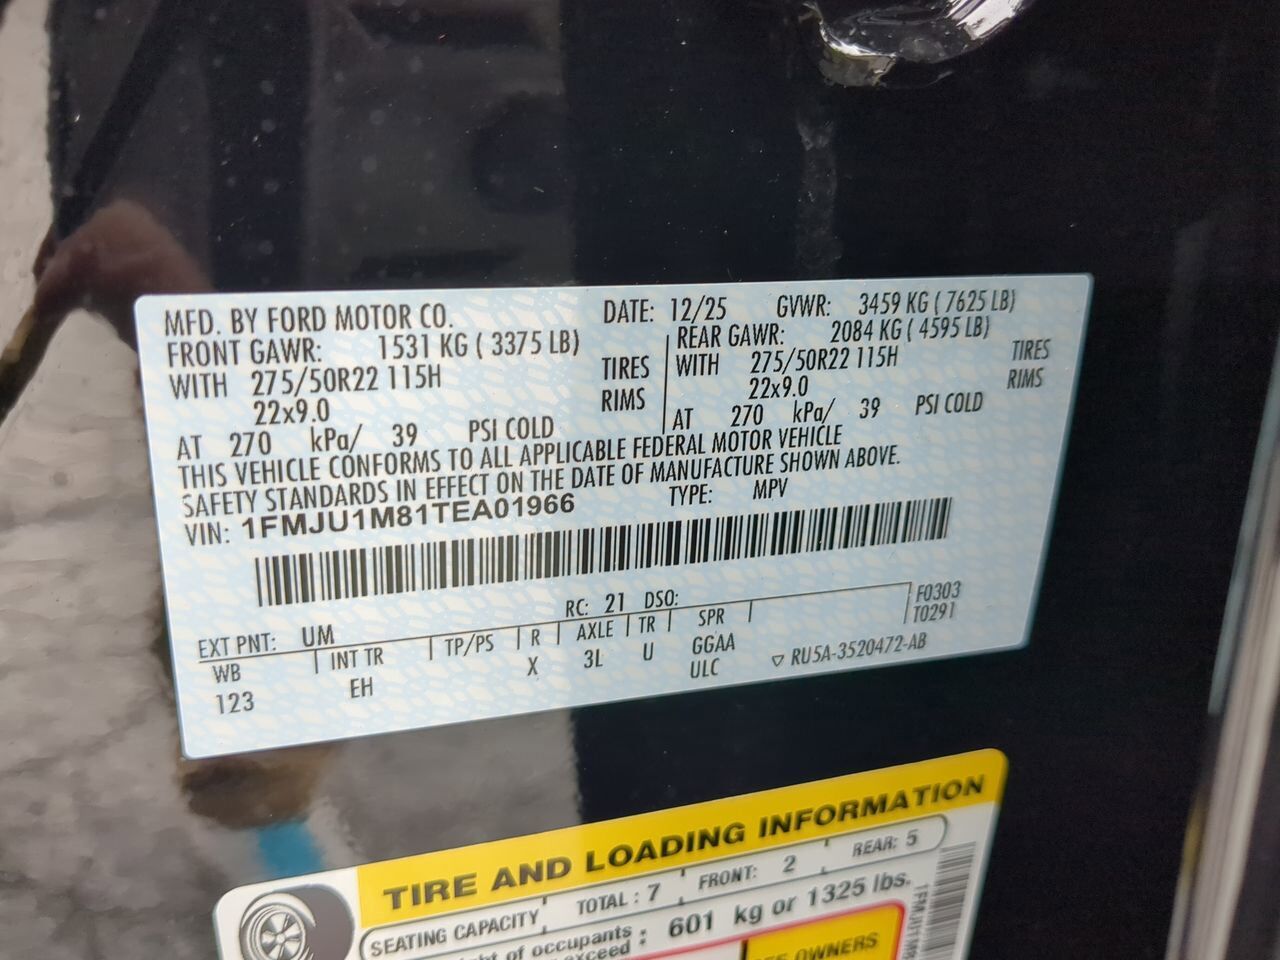 MFD. BY FORD MOTOR CO. DATE: 12/25 GVWR: 3459 KG ( 7625 LB)
FRONT GAWR: 1531 KG ( 3375 LB) REAR GAWR: 2084 KG ( 4595 LB)
WITH 275/50R22 115H TIRES WITH 275/50R22 115H TIRES
22x9.0 RIMS 22x9.0 RIMS
AT 270 kPa/ 39 PSI COLD AT 270 kPa/ 39 PSI COLD
THIS VEHICLE CONFORMS TO ALL APPLICABLE FEDERAL MOTOR VEHICLE
SAFETY STANDARDS IN EFFECT ON THE DATE OF MANUFACTURE SHOWN ABOVE.
VIN: 1FMJU1M81TEA01966 TYPE: MPV
EXT PNT: UM RC: 21 DSO: F0303
WB INT TR TP/PS R AXLE TR SPR T0291
123 EH X 3L U GGAA
ULC RU5A-3520472-AB
TIRE AND LOADING INFORMATION
SEATING CAPACITY TOTAL : 7 FRONT: 2 REAR: 5
of occupants : 601 kg or 1325 lbs.
exceed
OWNERS